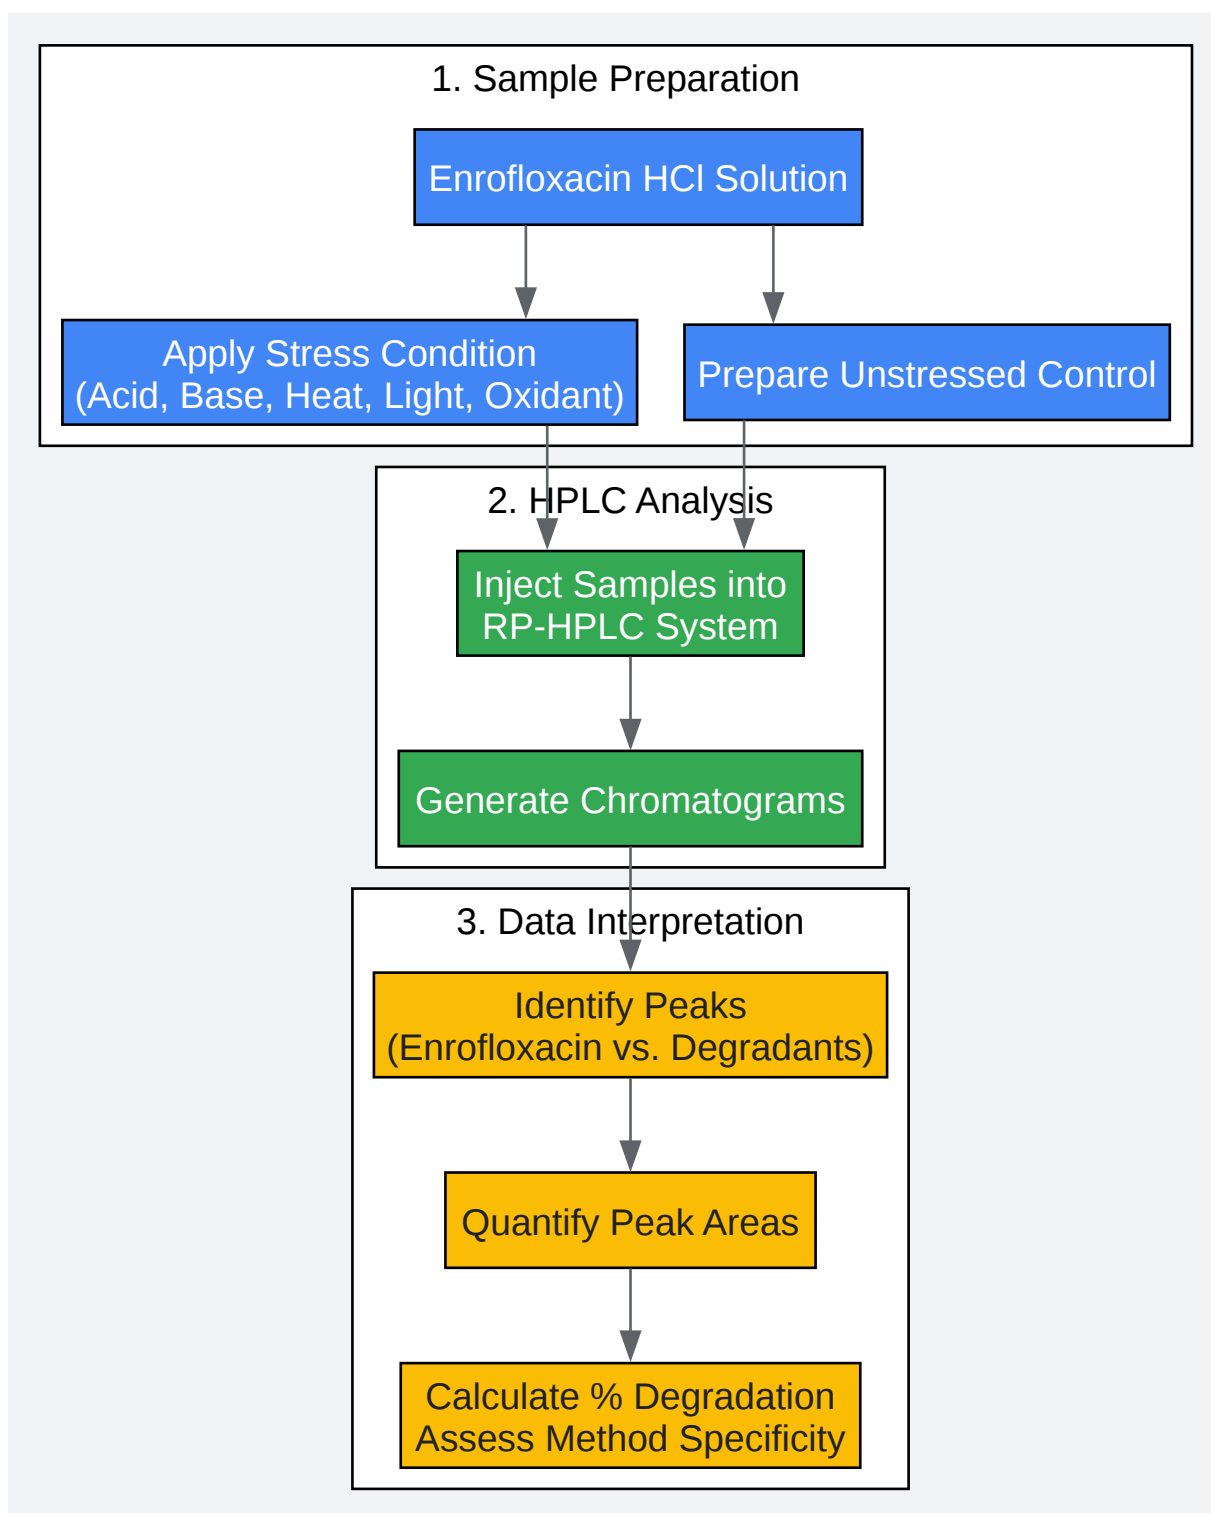 1. Sample Preparation
Enrofloxacin HCl Solution
Apply Stress Condition
(Acid, Base, Heat, Light, Oxidant)
Prepare Unstressed Control
2. HPLC Analysis
Inject Samples into
RP-HPLC System
Generate Chromatograms
3. Data Interpretation
Identify Peaks
(Enrofloxacin vs. Degradants)
Quantify Peak Areas
Calculate % Degradation
Assess Method Specificity